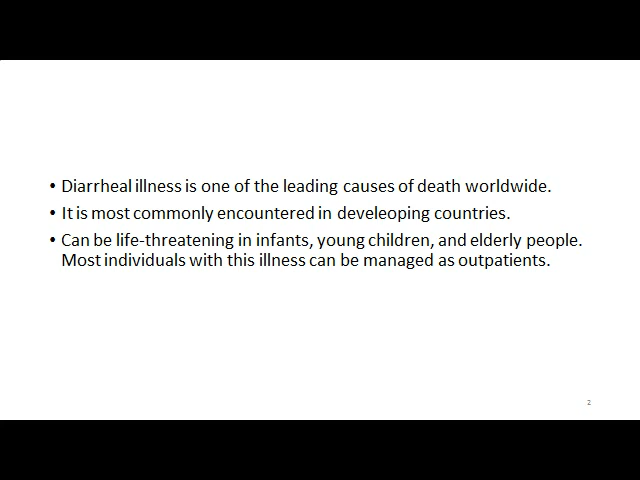 • Diarrheal illness is one of the leading causes of death worldwide.
• It is most commonly encountered in develeoping countries.
• Can be life-threatening in infants, young children, and elderly people.
Most individuals with this illness can be managed as outpatients.
2